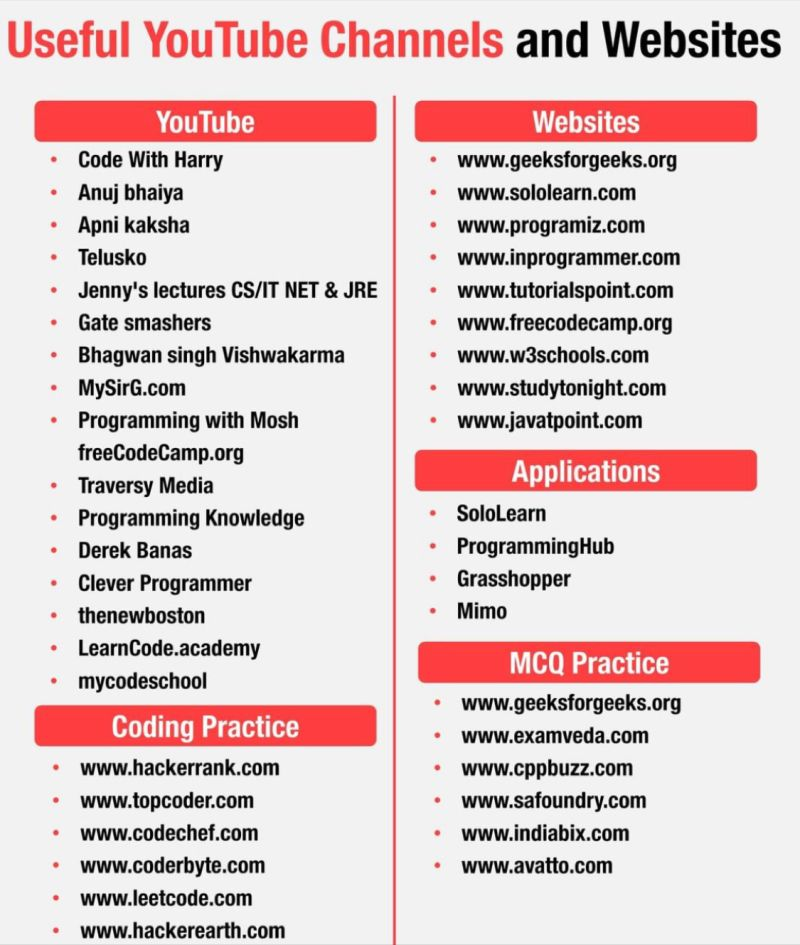 Useful YouTube Channels and Websites
YouTube
• Code With Harry
• Anuj bhaiya
• Apni kaksha
• Telusko
• Jenny's lectures CS/IT NET & JRE
• Gate smashers
• Bhagwan singh Vishwakarma
• MySirG.com
• Programming with Mosh
freeCodeCamp.org
• Traversy Media
• Programming Knowledge
• Derek Banas
• Clever Programmer
• thenewboston
• LearnCode.academy
• mycodeschool
Coding Practice
• www.hackerrank.com
• www.topcoder.com
• www.codechef.com
• www.coderbyte.com
• www.leetcode.com
• www.hackerearth.com
Websites
• www.geeksforgeeks.org
• www.sololearn.com
• www.programiz.com
• www.inprogrammer.com
• www.tutorialspoint.com
• www.freecodecamp.org
• www.w3schools.com
• www.studytonight.com
• www.javatpoint.com
Applications
• SoloLearn
• ProgrammingHub
• Grasshopper
• Mimo
MCQ Practice
• www.geeksforgeeks.org
• www.examveda.com
• www.cppbuzz.com
• www.safoundry.com
• www.indiabix.com
• www.avatto.com